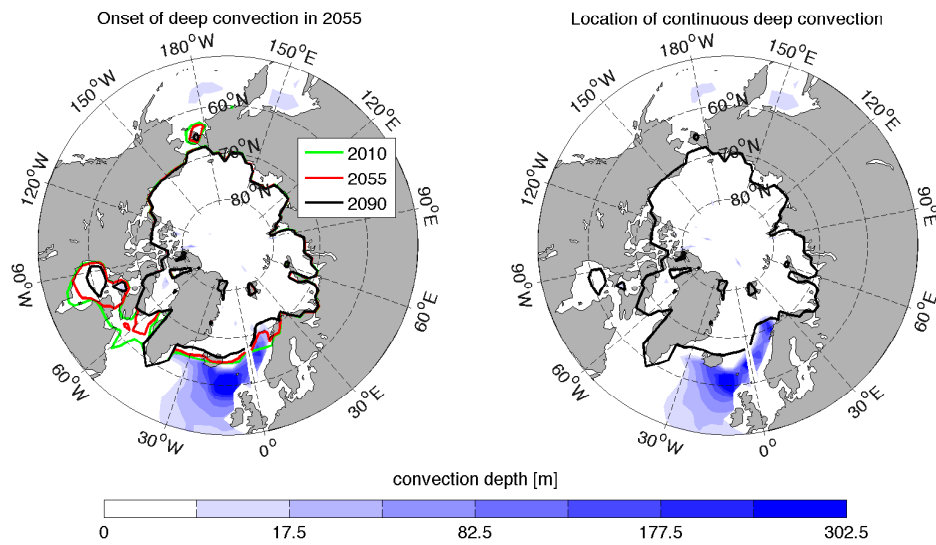 Onset of deep convection in 2055
Location of continuous deep convection
180°W
150°E
120°E
90°E
60°E
30°E
0°
30°W
60°W
90°W
120°W
150°W
60°N
70°N
80°N
2010
2055
2090
180°W
150°E
120°E
90°E
60°E
30°E
0°
30°W
60°W
90°W
120°W
150°W
60°N
70°N
80°N
convection depth [m]
0 17.5 82.5 177.5 302.5